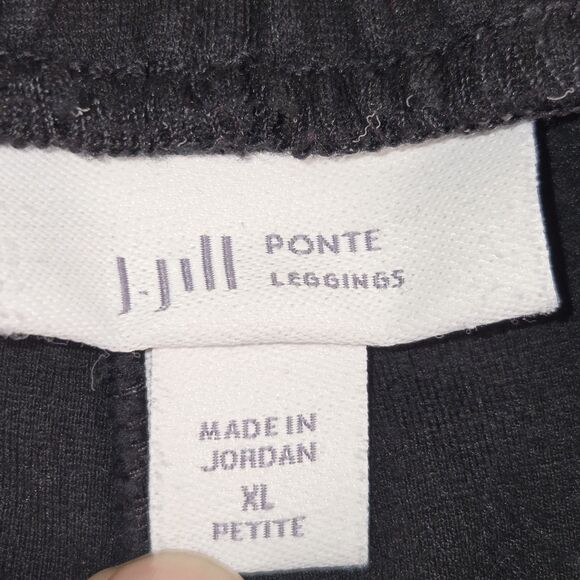 J.Jill PONTE
LEGGINGS
MADE IN
JORDAN
XL
PETITE